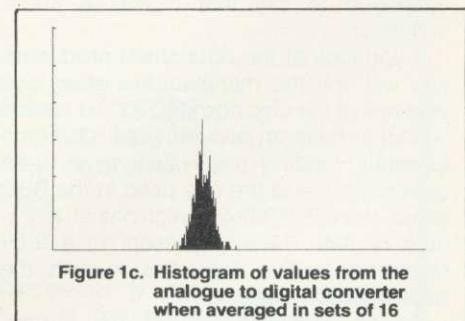 Figure 1c. Histogram of values from the
analogue to digital converter
when averaged in sets of 16